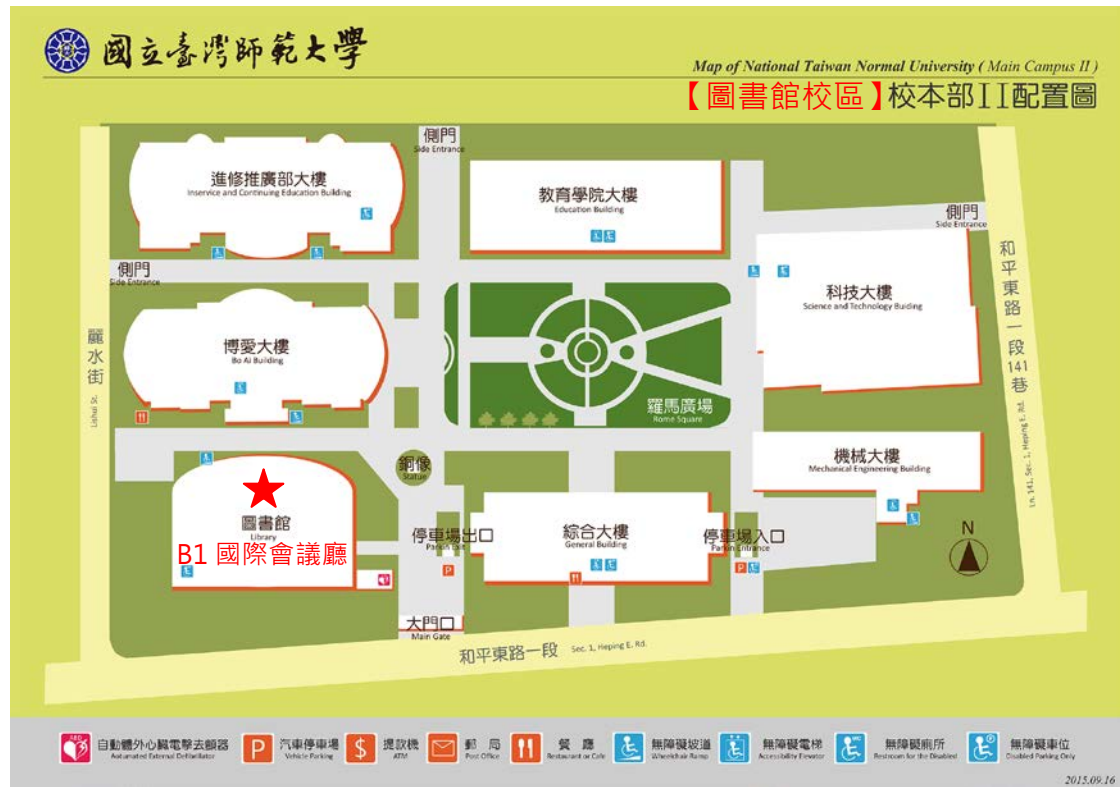 國立臺灣師範大學
Map of National Taiwan Normal University ( Main Campus II )
【圖書館校區】校本部II配置圖
側門
Side Entrance
進修推廣部大樓
Inservice and Continuing Education Building
教育學院大樓
Education Building
側門
Side Entrance
側門
Side Entrance
科技大樓
Science and Technology Buiding
和平東路一段141巷
Ln. 141, Sec. 1, Heping E. Rd.
麗水街
Lishui St.
博愛大樓
Bo Ai Building
羅馬廣場
Rome Square
機械大樓
Mechanical Engineering Building
銅像
Statue
圖書館
Library
B1 國際會議廳
停車場出口
Parkin Exit
P
綜合大樓
General Building
停車場入口
Parkin Entrance
P
N
大門口
Main Gate
和平東路一段 Sec. 1, Heping E. Rd.
AED
自動體外心臟電擊去顫器
Automated External Defibrillator
P
汽車停車場
Vehicle Parking
$
提款機
ATM
郵 局
Post Office
餐 廳
Restaurant or Cafe
無障礙坡道
Wheelchair Ramp
無障礙電梯
Accessibility Elevator
無障礙廁所
Restroom for the Disabled
無障礙車位
Disabled Parking Only
2015.09.16